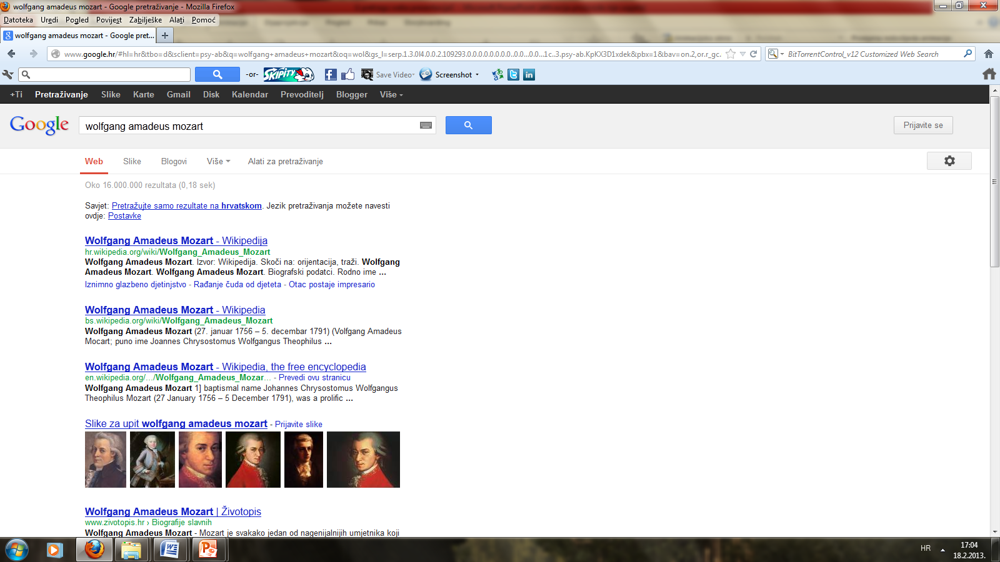 wolfgang amadeus mozart - Google pretraživanje - Mozilla Firefox
Datoteka Uredi Pogled Povijest Zabilješke Alati Pomoć
wolfgang amadeus mozart - Google pret...
www.google.hr/#hl=hr&tbo=d&sclient=psy-ab&q=wolfgang+amadeus+mozart&oq=wol&gs_l=serp.1.3.0l4.0.0.2.109293.0.0.0.0.0.0.0.0..0.0...0.0...1c..3.psy-ab.KpKX3D1xdek&pbx=1&bav=on.2,or.r_gc. BitTorrentControl_v12 Customized Web Search
-or- SKIPITY Save Video Screenshot
+Ti Pretraživanje Slike Karte Gmail Disk Kalendar Prevoditelj Blogger Više
Google wolfgang amadeus mozart Prijavite se
Web Slike Blogovi Više Alati za pretraživanje
Oko 16.000.000 rezultata (0,18 sek)
Savjet: Pretražujte samo rezultate na hrvatskom. Jezik pretraživanja možete navesti
ovdje: Postavke
Wolfgang Amadeus Mozart - Wikipedija
hr.wikipedia.org/wiki/Wolfgang_Amadeus_Mozart
Wolfgang Amadeus Mozart. Izvor: Wikipedija. Skoči na: orijentacija, traži. Wolfgang
Amadeus Mozart. Wolfgang Amadeus Mozart. Biografski podatci. Rodno ime ...
Iznimno glazbeno djetinjstvo - Rađanje čuda od djeteta - Otac postaje impresario
Wolfgang Amadeus Mozart - Wikipedia
bs.wikipedia.org/wiki/Wolfgang_Amadeus_Mozart
Wolfgang Amadeus Mozart (27. januar 1756 – 5. decembar 1791) (Volfgang Amadeus
Mocart; puno ime Joannes Chrysostomus Wolfgangus Theophilus ...
Wolfgang Amadeus Mozart - Wikipedia, the free encyclopedia
en.wikipedia.org/.../Wolfgang_Amadeus_Mozar... - Prevedi ovu stranicu
Wolfgang Amadeus Mozart 1] baptismal name Johannes Chrysostomus Wolfgangus
Theophilus Mozart (27 January 1756 – 5 December 1791), was a prolific ...
Slike za upit wolfgang amadeus mozart - Prijavite slike
Wolfgang Amadeus Mozart | Životopis
www.zivotopis.hr › Biografije slavnih
Wolfgang Amadeus Mozart - Mozart je svakako jedan od nagenijalnijih umjetnika koji
HR 17:04
18.2.2013.